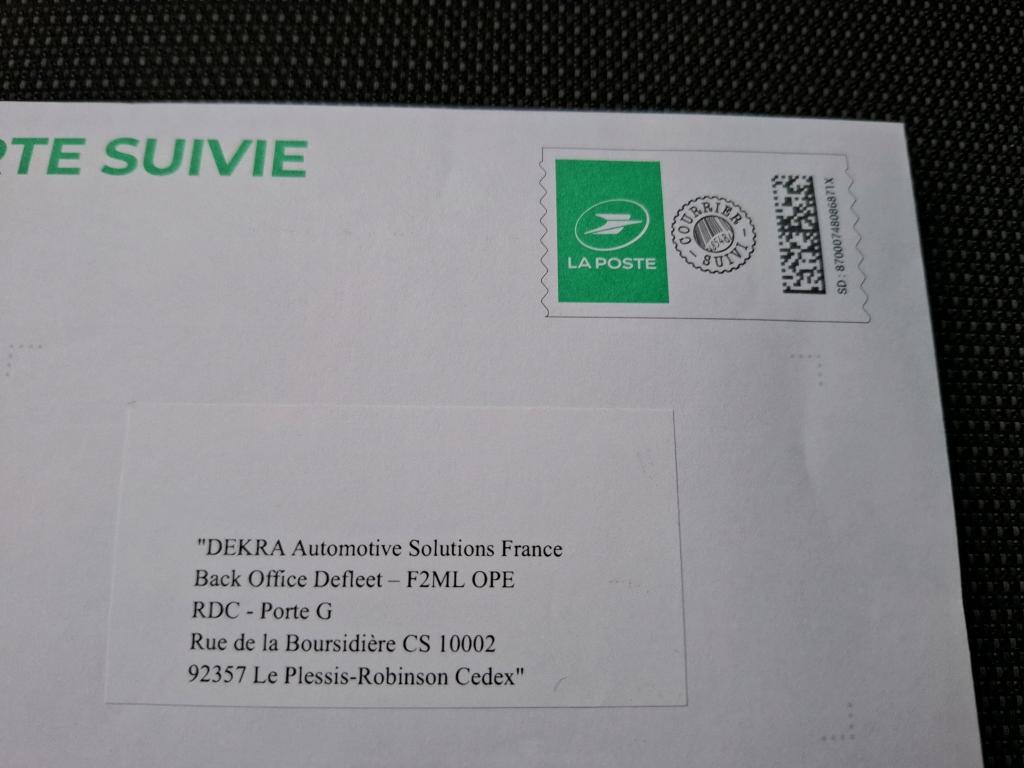 RTE SUIVIE
LA POSTE
COURRIER
SUIVI
SD : 87000748086871X
"DEKRA Automotive Solutions France
Back Office Defleet – F2ML OPE
RDC - Porte G
Rue de la Boursidière CS 10002
92357 Le Plessis-Robinson Cedex"